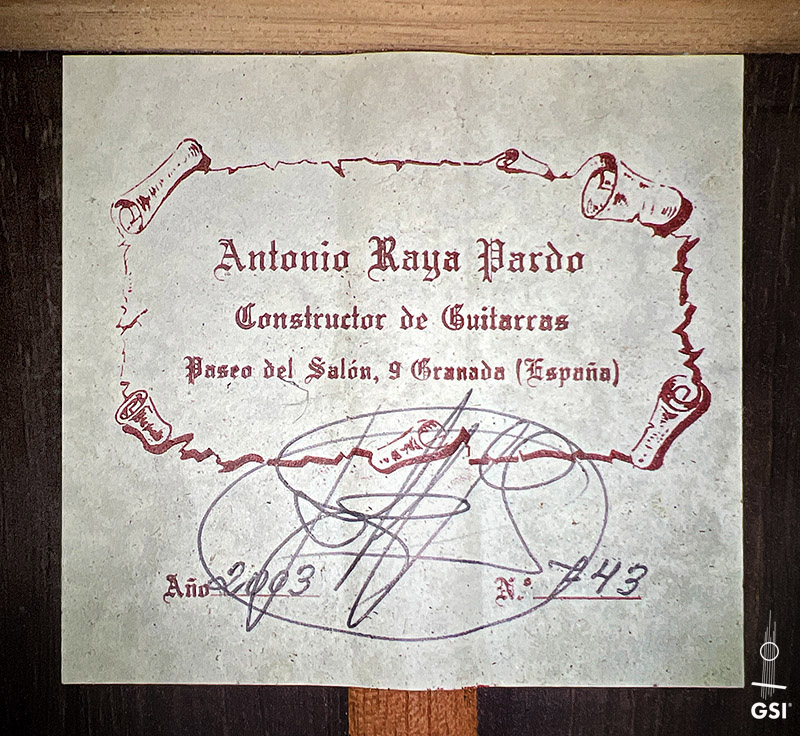 Antonio Raya Pardo
Constructor de Guitarras
Paseo del Salón, 9 Granada (España)
Año 2003 N.º 743
GSI